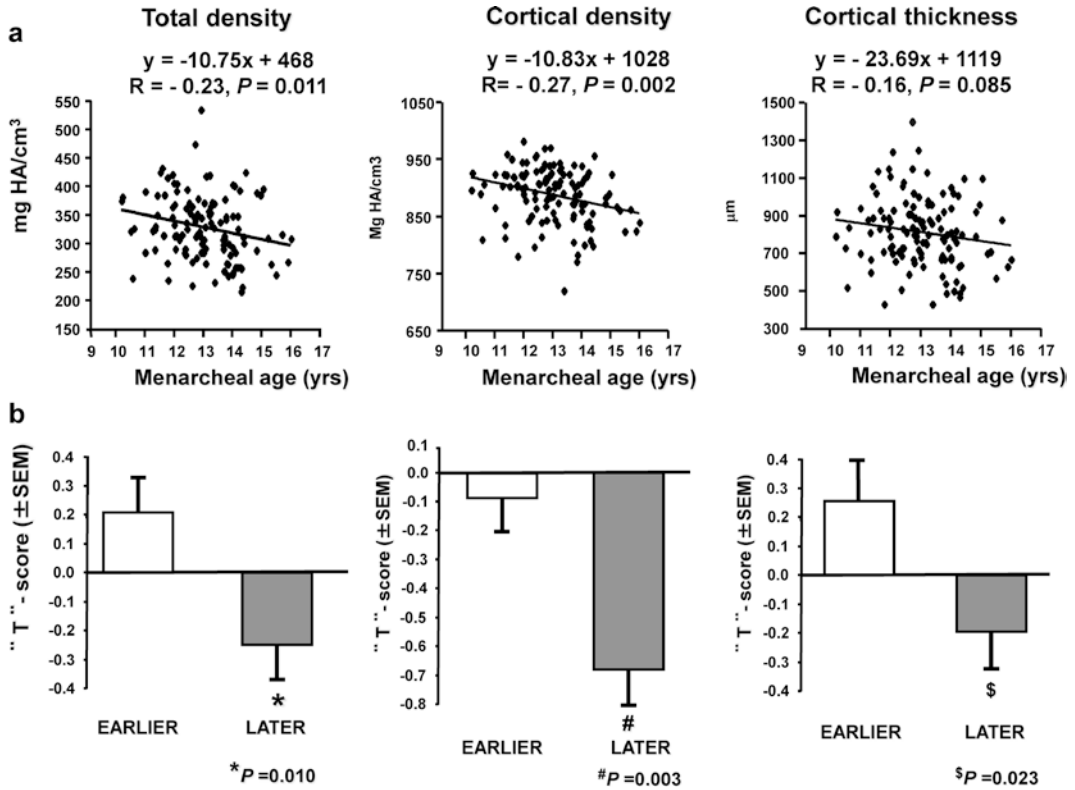 a
Total density
y = -10.75x + 468
R = - 0.23, P = 0.011
mg HA/cm³
550
500
450
400
350
300
250
200
150
9 10 11 12 13 14 15 16 17
Menarcheal age (yrs)
Cortical density
y = -10.83x + 1028
R= - 0.27, P = 0.002
Mg HA/cm3
1050
950
850
750
650
9 10 11 12 13 14 15 16 17
Menarcheal age (yrs)
Cortical thickness
y = - 23.69x + 1119
R = - 0.16, P = 0.085
µm
1500
1300
1100
900
700
500
300
9 10 11 12 13 14 15 16 17
Menarcheal age (yrs)
b
" T " - score (±SEM)
0.4
0.3
0.2
0.1
0.0
-0.1
-0.2
-0.3
-0.4
*
EARLIER LATER
*P =0.010
" T " - score (±SEM)
0.1
0.0
-0.1
-0.2
-0.3
-0.4
-0.5
-0.6
-0.7
-0.8
#
EARLIER LATER
#P =0.003
" T " - score (±SEM)
0.4
0.3
0.2
0.1
0.0
-0.1
-0.2
-0.3
-0.4
$
EARLIER LATER
$P =0.023